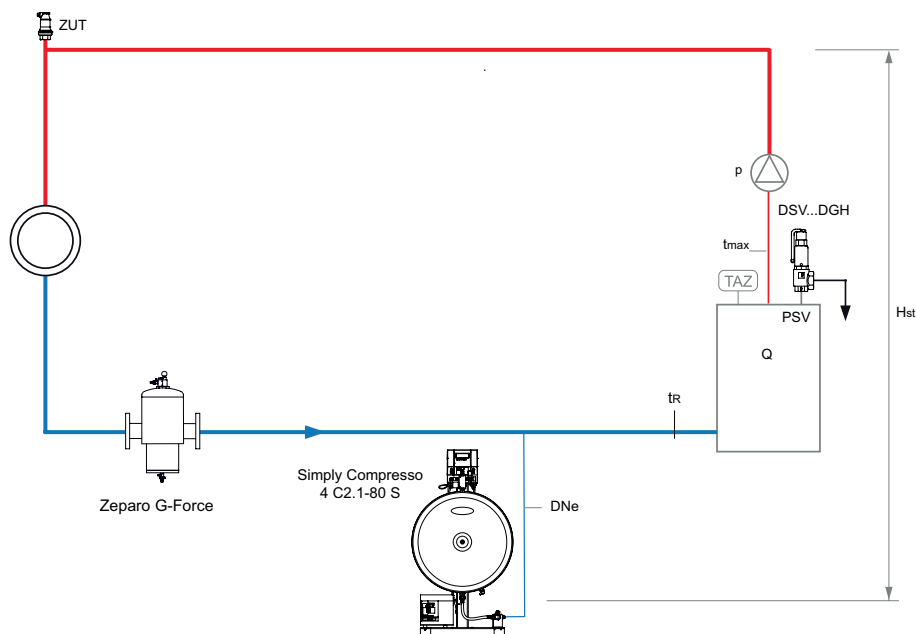 ZUT
p
DSV...DGH
tmax
TAZ
PSV
Hst
Q
tR
Simply Compresso
4 C2.1-80 S
Zeparo G-Force
DNe